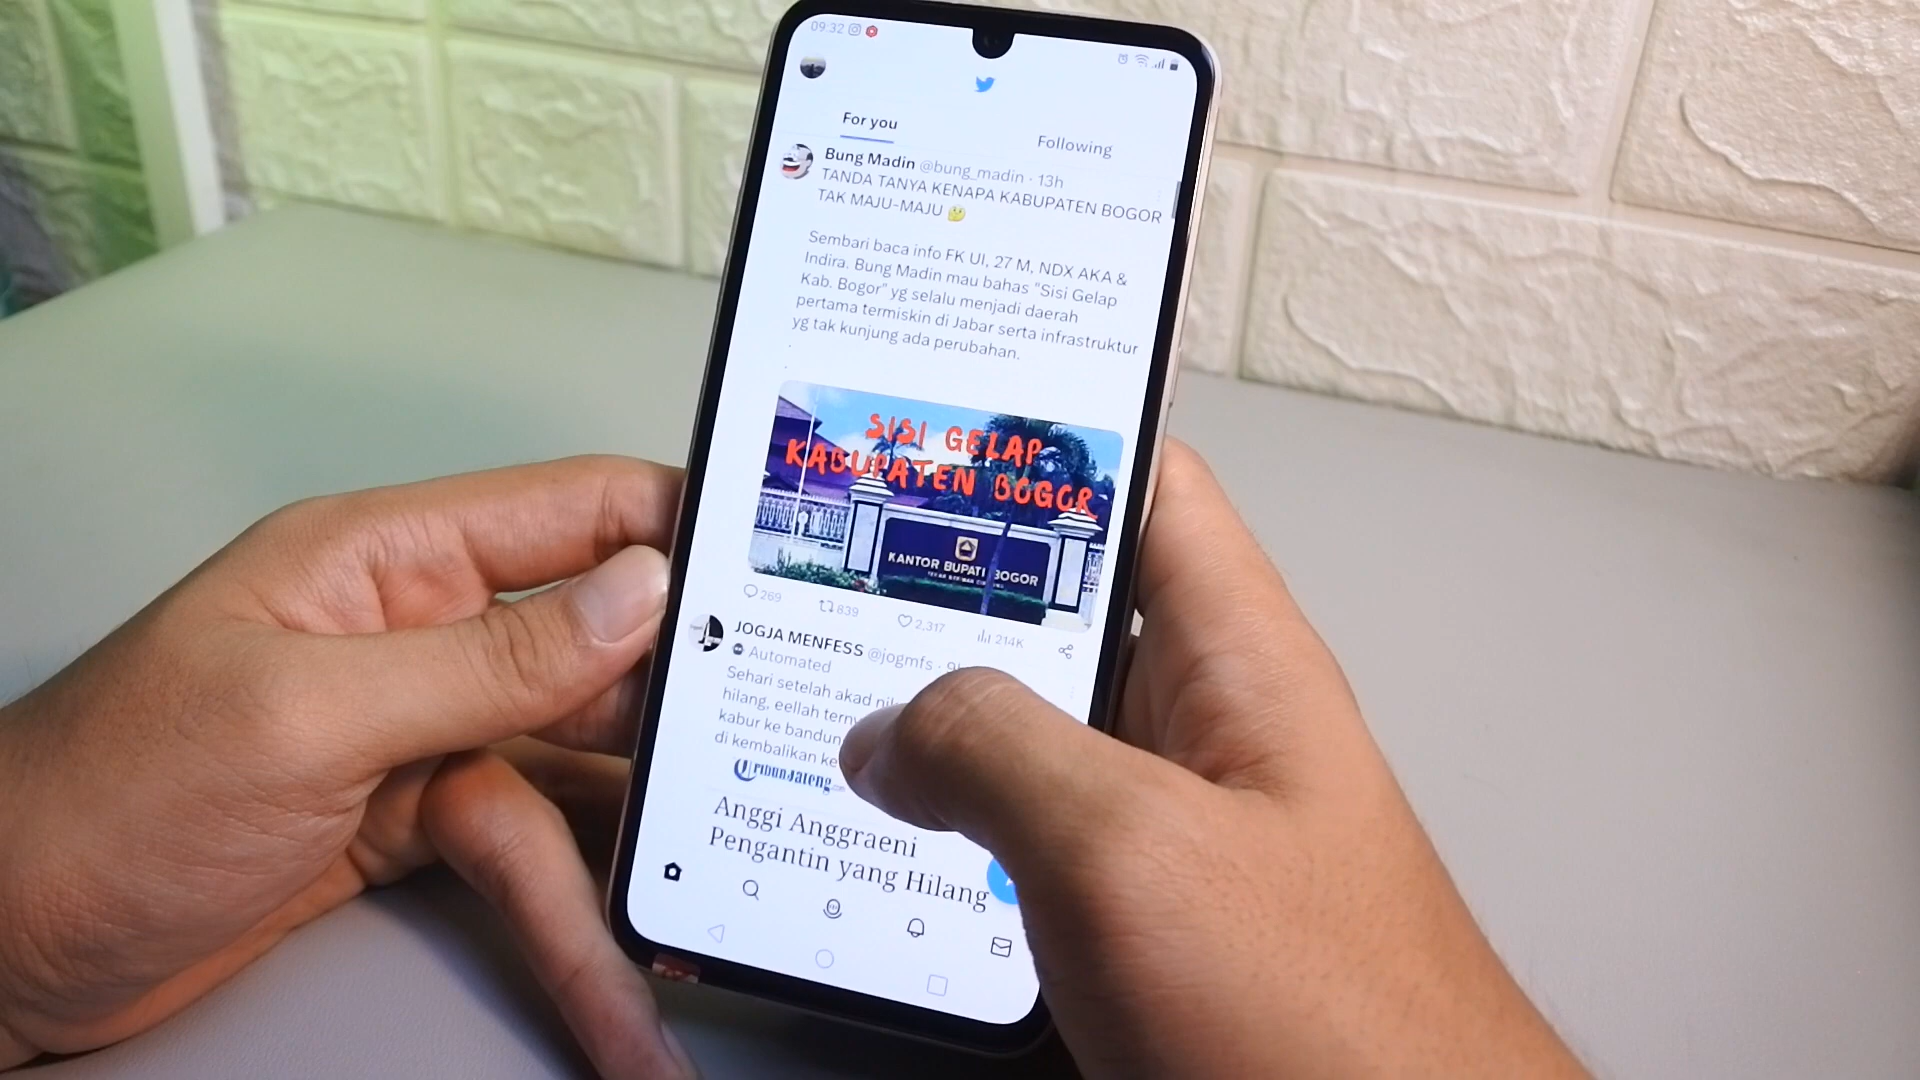 09:32
For you
Following
Bung Madin @bung_madin · 13h
TANDA TANYA KENAPA KABUPATEN BOGOR
TAK MAJU-MAJU 🤔
Sembari baca info FK UI, 27 M, NDX AKA &
Indira. Bung Madin mau bahas "Sisi Gelap
Kab. Bogor" yg selalu menjadi daerah
pertama termiskin di Jabar serta infrastruktur
yg tak kunjung ada perubahan.
.
.
SISI GELAP
KABUPATEN BOGOR
KANTOR BUPATI BOGOR
269 839 2,317 214K
JOGJA MENFESS @jogmfs ·
Automated
Sehari setelah akad
hilang, eellah
kabur ke bandung
di kembalikan ke
Tribunjateng
Anggi Anggraeni
Pengantin yang Hilang